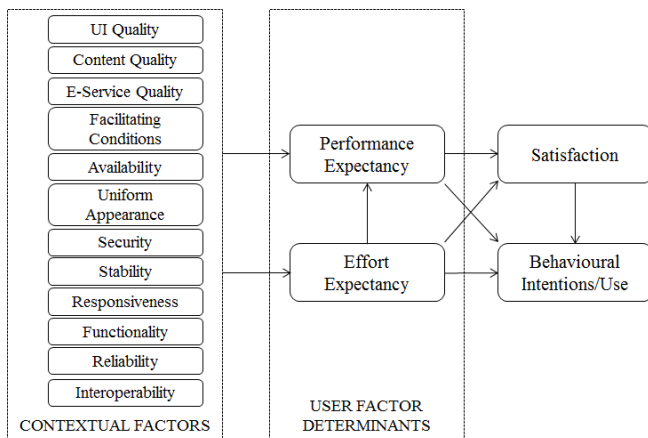 UI Quality
Content Quality
E-Service Quality
Facilitating
Conditions
Availability
Uniform
Appearance
Security
Stability
Responsiveness
Functionality
Reliability
Interoperability
CONTEXTUAL FACTORS
Performance
Expectancy
Effort
Expectancy
USER FACTOR
DETERMINANTS
Satisfaction
Behavioural
Intentions/Use